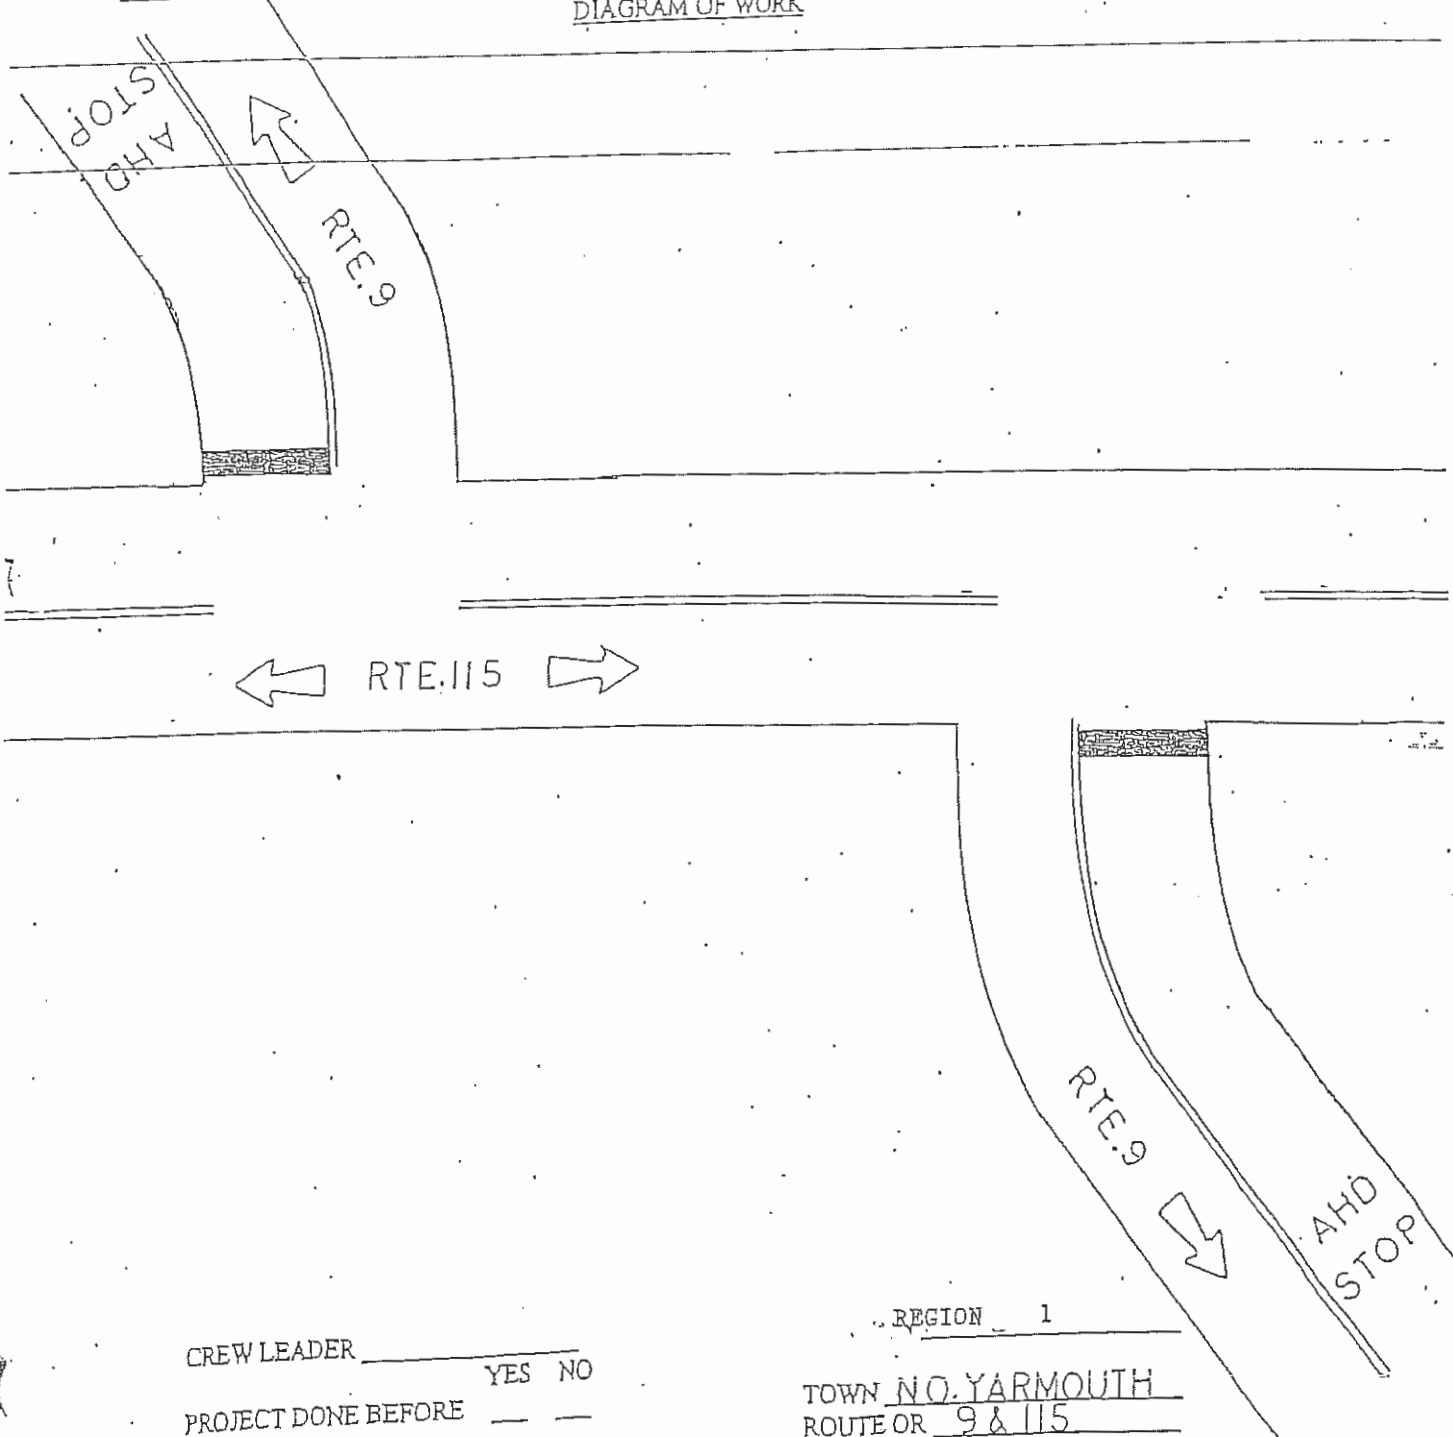 DIAGRAM OF WORK
STOP
AHD
RTE.9
RTE.115
RTE.9
AHD
STOP
REGION 1
CREW LEADER
YES NO
PROJECT DONE BEFORE
TOWN NO. YARMOUTH
ROUTE OR 9 & 115